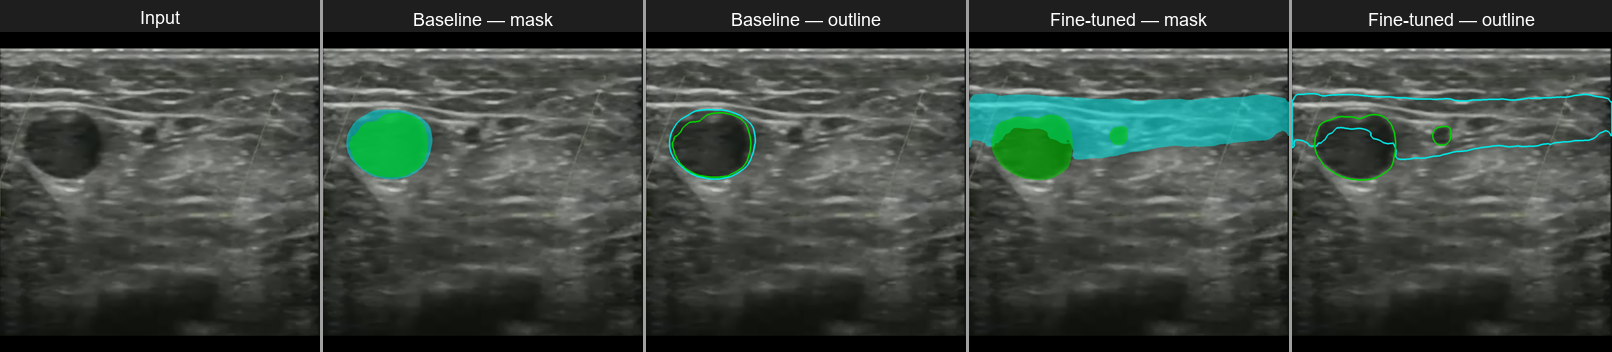 Input
Baseline — mask
Baseline — outline
Fine-tuned — mask
Fine-tuned — outline